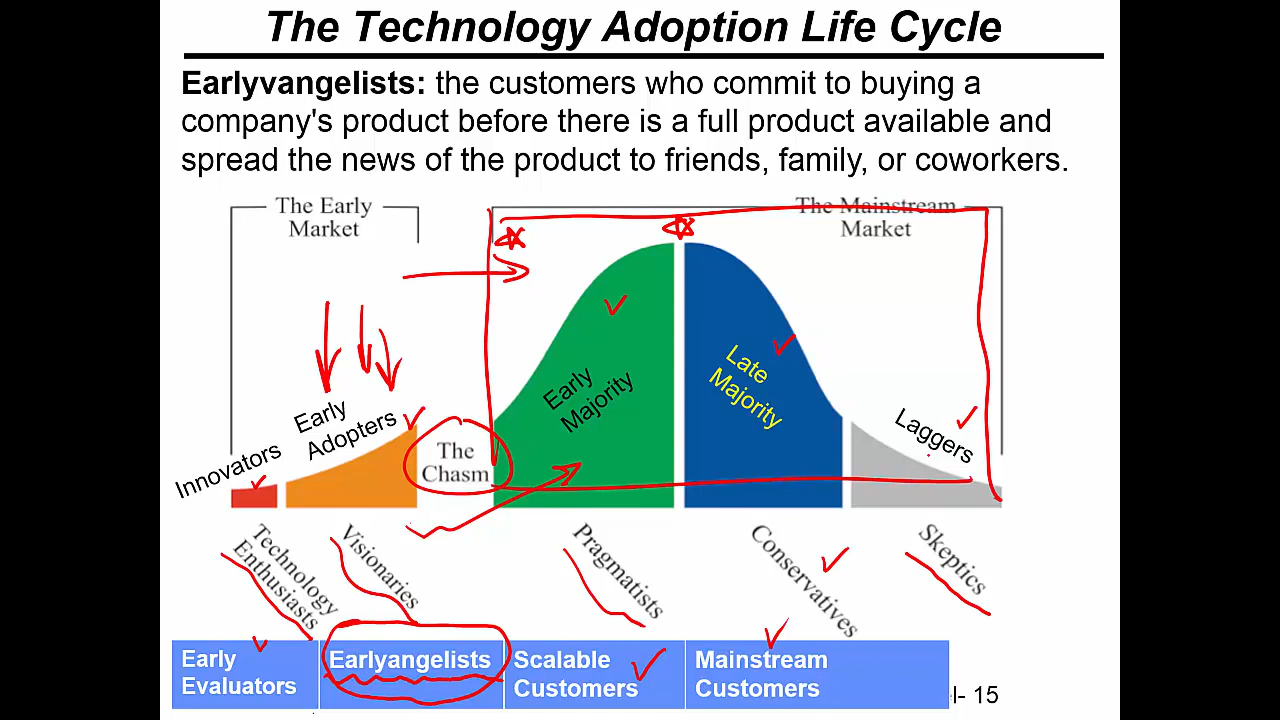 The Technology Adoption Life Cycle
Earlyvangelists: the customers who commit to buying a
company's product before there is a full product available and
spread the news of the product to friends, family, or coworkers.
The Early
Market
The Mainstream
Market
Innovators
Early
Adopters
The
Chasm
Early
Majority
Late
Majority
Laggers
Technology
Enthusiasts
Visionaries
Pragmatists
Conservatives
Skeptics
Early
Evaluators
Earlyangelists
Scalable
Customers
Mainstream
Customers
l- 15